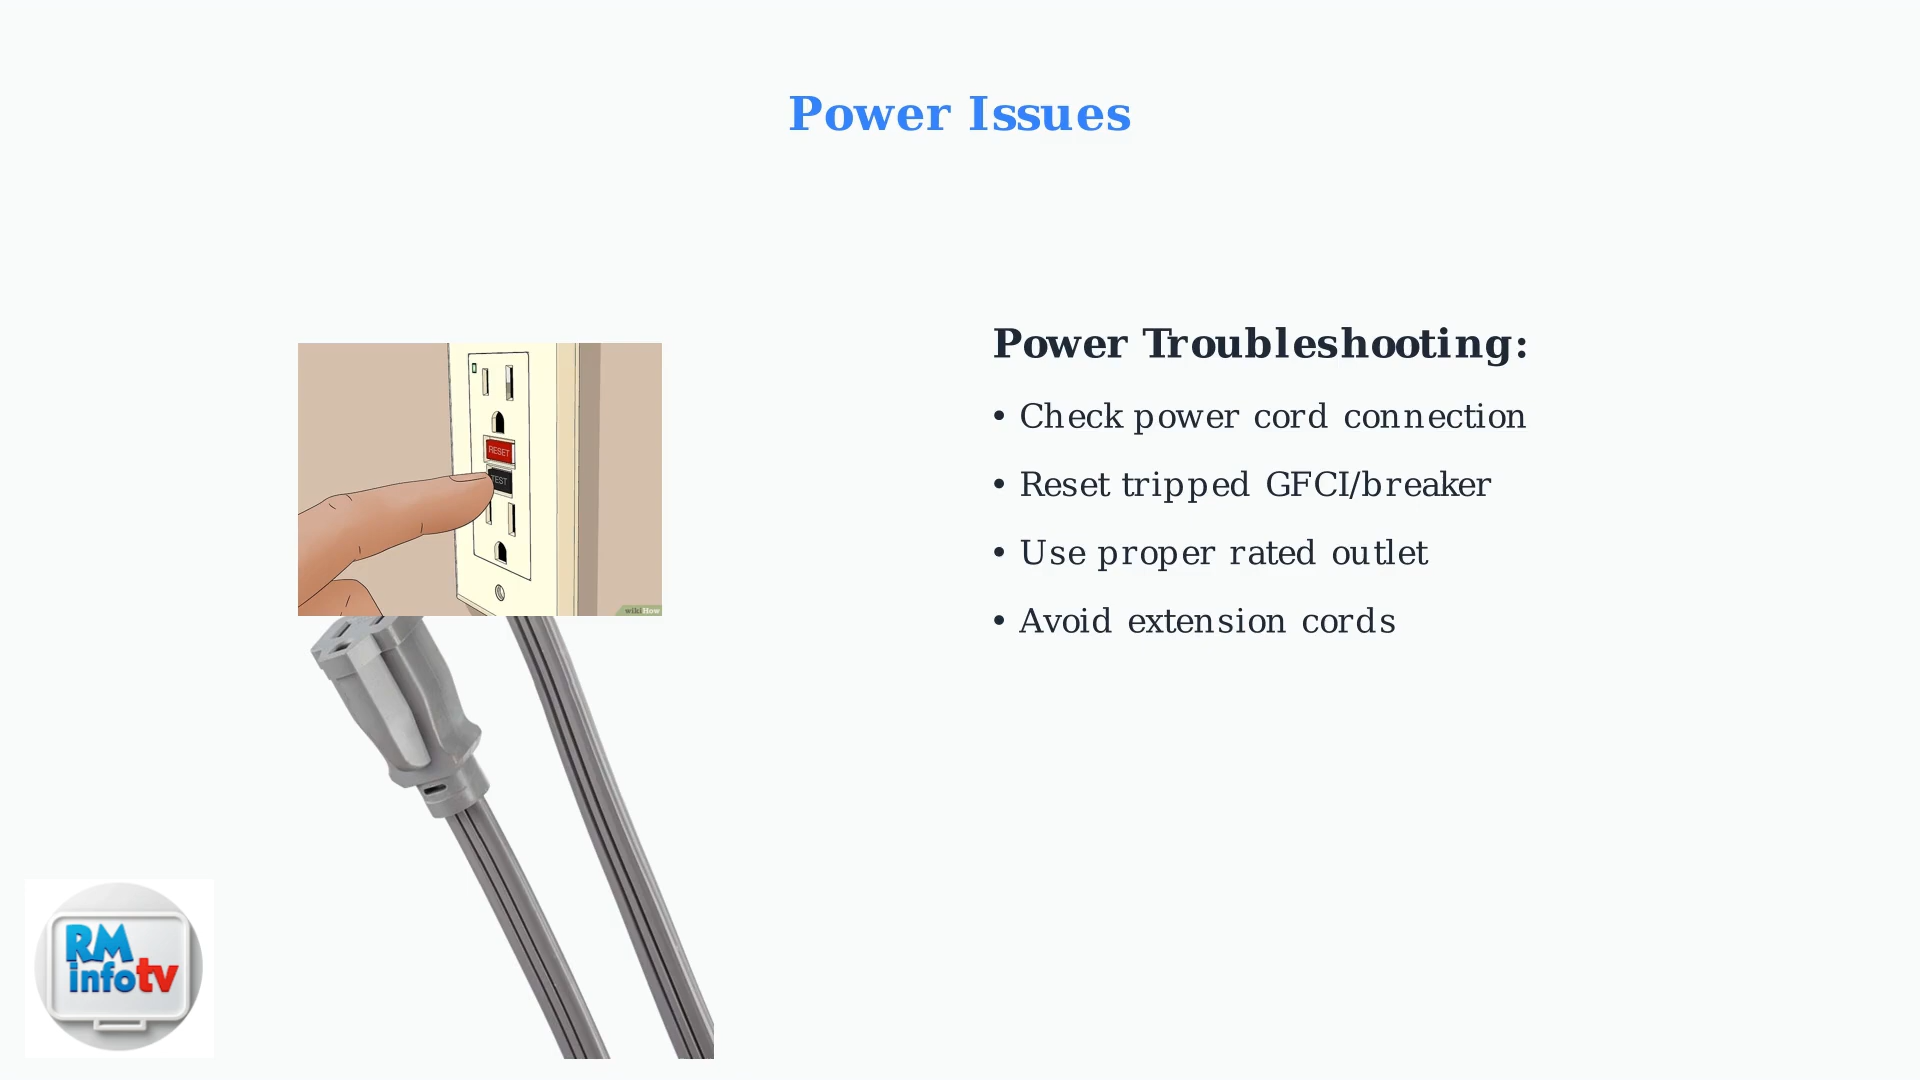 Power Issues
RESET
TEST
wikiHow
Power Troubleshooting:
• Check power cord connection
• Reset tripped GFCI/breaker
• Use proper rated outlet
• Avoid extension cords
RM
infotv